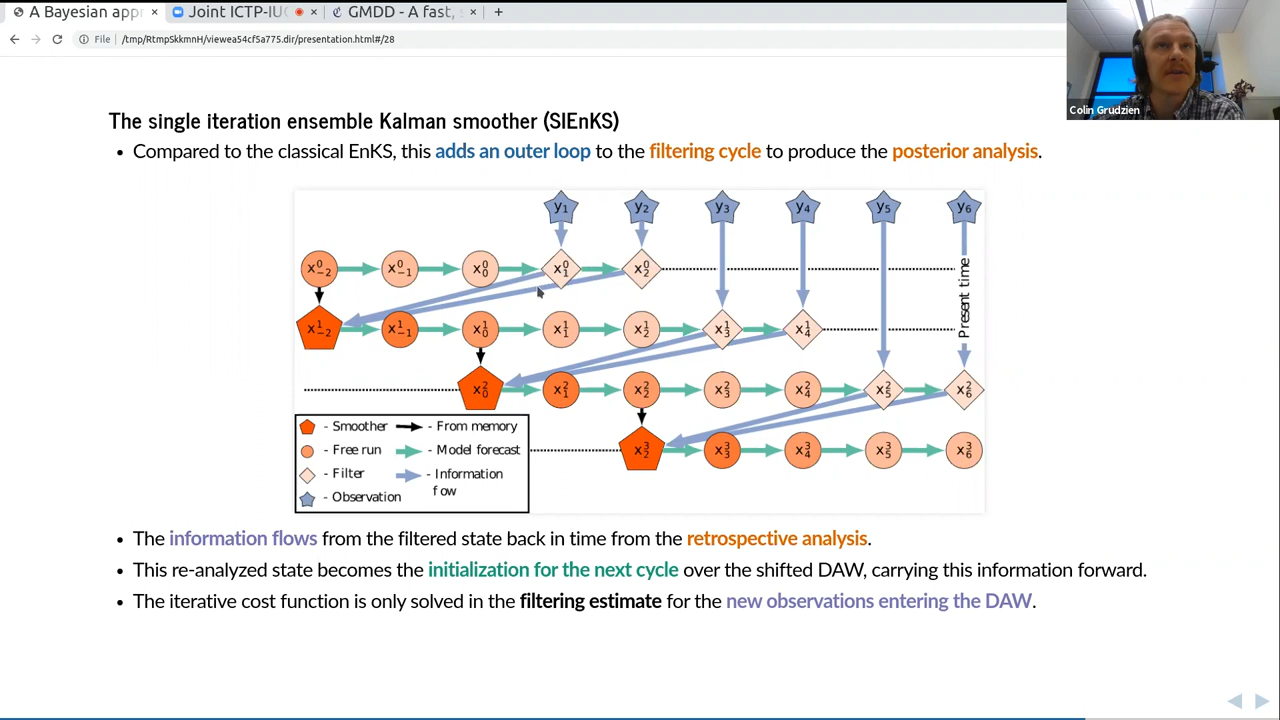 A Bayesian app
Joint ICTP-IU
GMDD - A fast,
File
/tmp/RtmpSkkmnH/viewea54cf5a775.dir/presentation.html#/28
Colin Grudzien
The single iteration ensemble Kalman smoother (SIEnKS)
• Compared to the classical EnKS, this adds an outer loop to the filtering cycle to produce the posterior analysis.
y₁ y₂ y₃ y₄ y₅ y₆
x⁰₋₂ x⁰₋₁ x⁰₀ x⁰₁ x⁰₂
Present time
x¹₋₂ x¹₋₁ x¹₀ x¹₁ x¹₂ x¹₃ x¹₄
x²₀ x²₁ x²₂ x²₃ x²₄ x²₅ x²₆
x³₂ x³₃ x³₄ x³₅ x³₆
- Smoother - From memory
- Free run - Model forecast
- Filter - Information
flow
- Observation
• The information flows from the filtered state back in time from the retrospective analysis.
• This re-analyzed state becomes the initialization for the next cycle over the shifted DAW, carrying this information forward.
• The iterative cost function is only solved in the filtering estimate for the new observations entering the DAW.